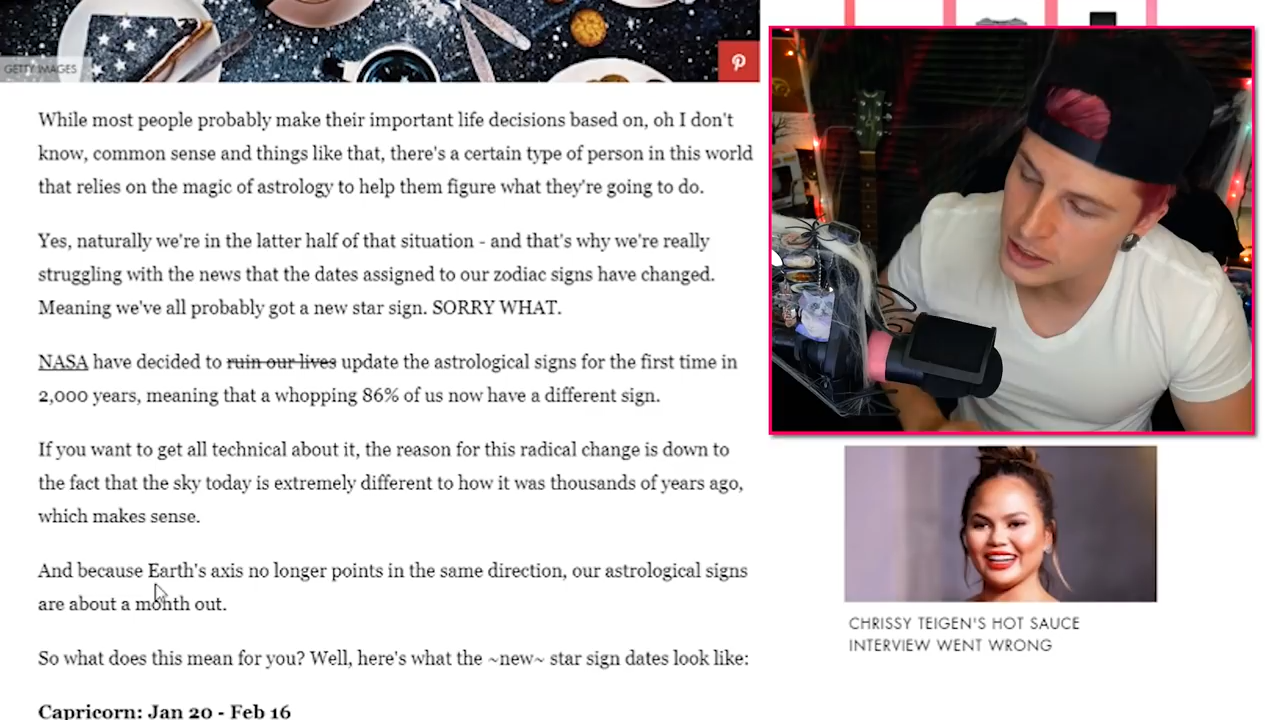 GETTY IMAGES
While most people probably make their important life decisions based on, oh I don't
know, common sense and things like that, there's a certain type of person in this world
that relies on the magic of astrology to help them figure what they're going to do.
Yes, naturally we're in the latter half of that situation - and that's why we're really
struggling with the news that the dates assigned to our zodiac signs have changed.
Meaning we've all probably got a new star sign. SORRY WHAT.
NASA have decided to ruin our lives update the astrological signs for the first time in
2,000 years, meaning that a whopping 86% of us now have a different sign.
If you want to get all technical about it, the reason for this radical change is down to
the fact that the sky today is extremely different to how it was thousands of years ago,
which makes sense.
And because Earth's axis no longer points in the same direction, our astrological signs
are about a month out.
So what does this mean for you? Well, here's what the ~new~ star sign dates look like:
Capricorn: Jan 20 - Feb 16
CHRISSY TEIGEN'S HOT SAUCE
INTERVIEW WENT WRONG